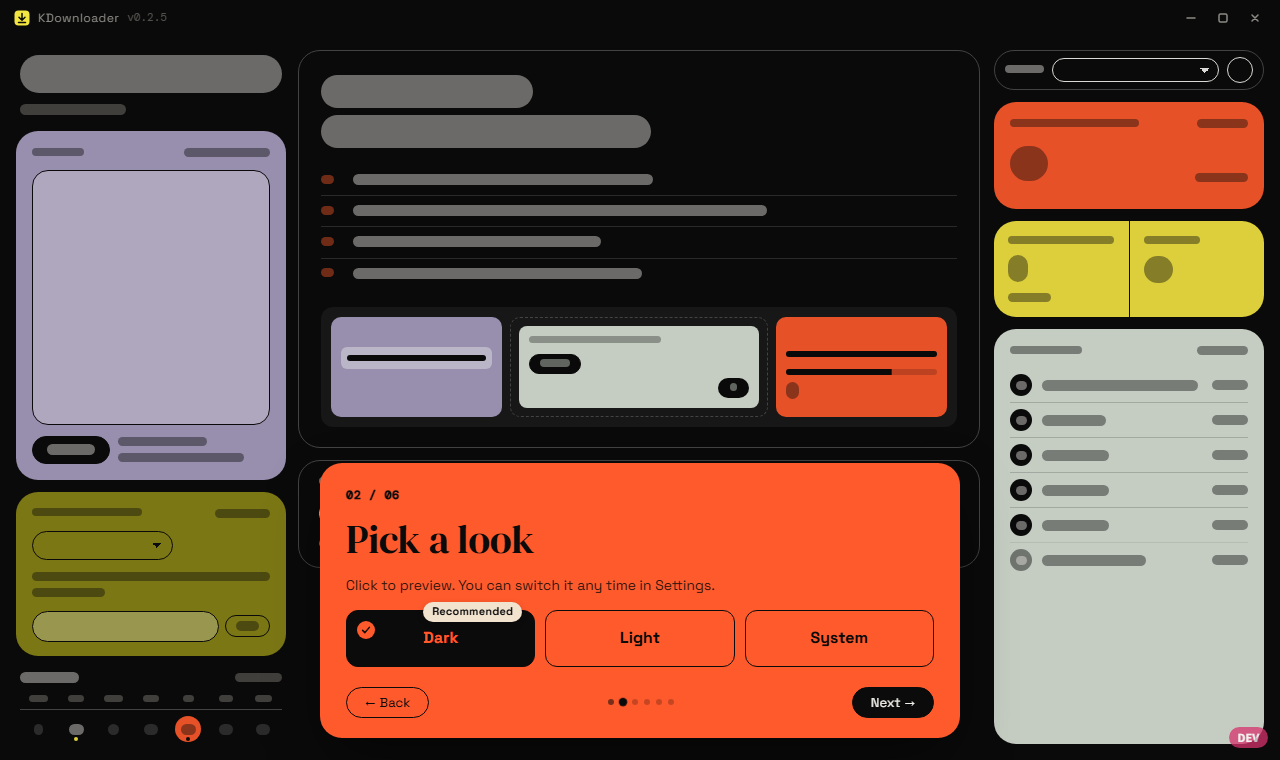 KDownloader v0.2.5
02 / 06
Pick a look
Click to preview. You can switch it any time in Settings.
Recommended
Dark
Light
System
← Back
Next →
DEV